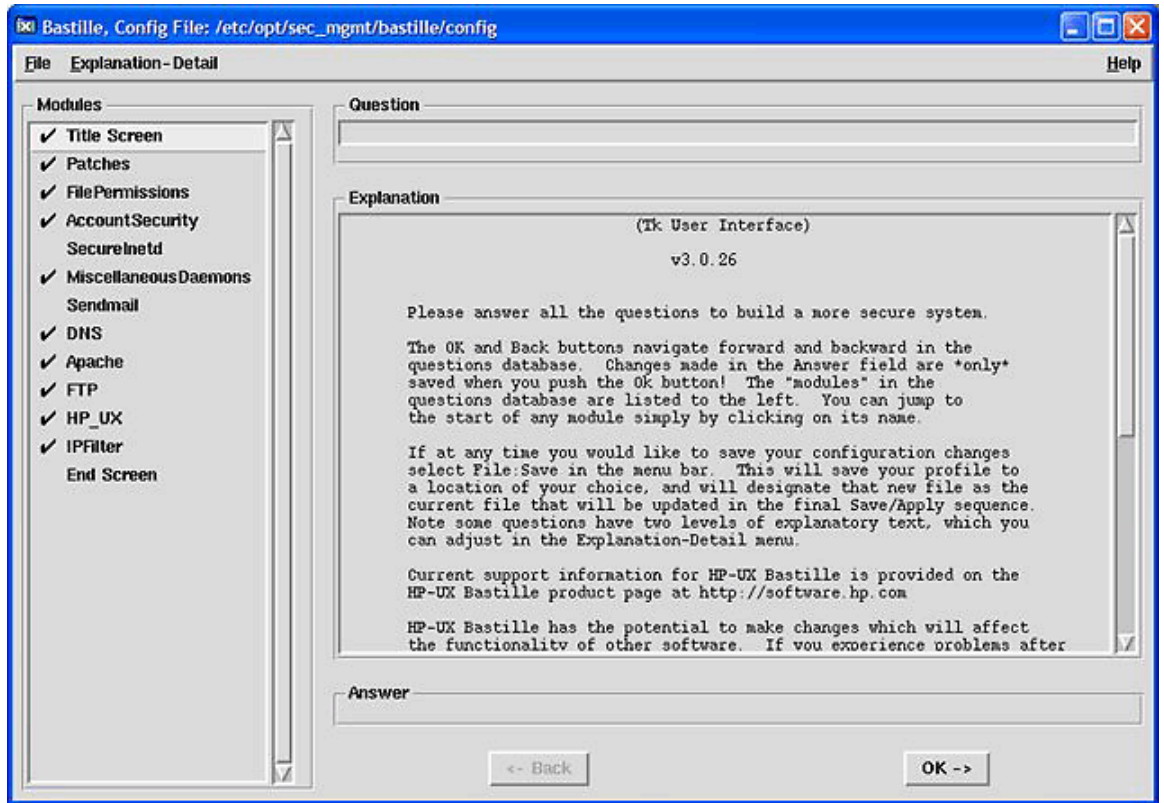 Bastille, Config File: /etc/opt/sec_mgmt/bastille/config
File Explanation-Detail Help
Modules
✔ Title Screen
✔ Patches
✔ FilePermissions
✔ AccountSecurity
SecureInetd
✔ MiscellaneousDaemons
Sendmail
✔ DNS
✔ Apache
✔ FTP
✔ HP_UX
✔ IPFilter
End Screen
Question
Explanation
(Tk User Interface)
v3.0.26
Please answer all the questions to build a more secure system.
The OK and Back buttons navigate forward and backward in the
questions database. Changes made in the Answer field are *only*
saved when you push the Ok button! The "modules" in the
questions database are listed to the left. You can jump to
the start of any module simply by clicking on its name.
If at any time you would like to save your configuration changes
select File:Save in the menu bar. This will save your profile to
a location of your choice, and will designate that new file as the
current file that will be updated in the final Save/Apply sequence.
Note some questions have two levels of explanatory text, which you
can adjust in the Explanation-Detail menu.
Current support information for HP-UX Bastille is provided on the
HP-UX Bastille product page at http://software.hp.com
HP-UX Bastille has the potential to make changes which will affect
the functionality of other software. If you experience problems after
Answer
<- Back
OK ->